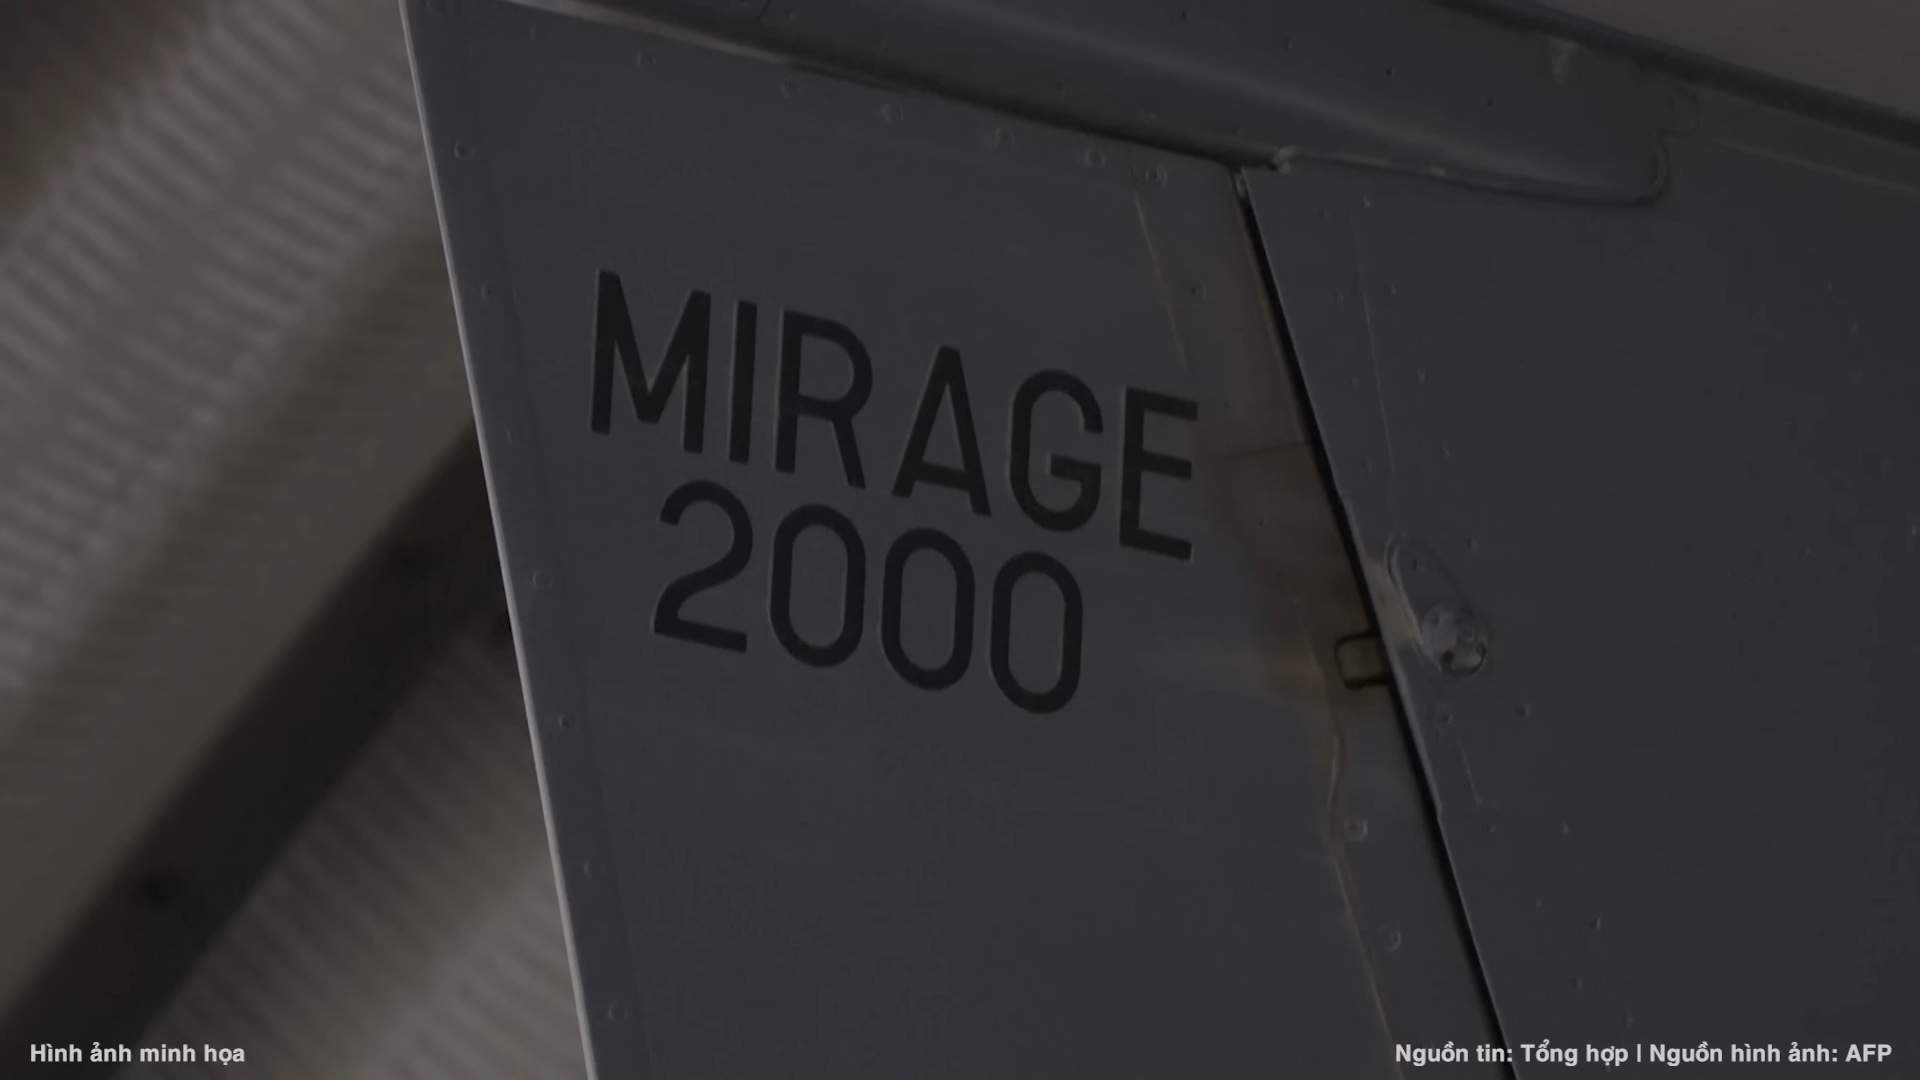 MIRAGE
2000
Hình ảnh minh họa
Nguồn tin: Tổng hợp | Nguồn hình ảnh: AFP